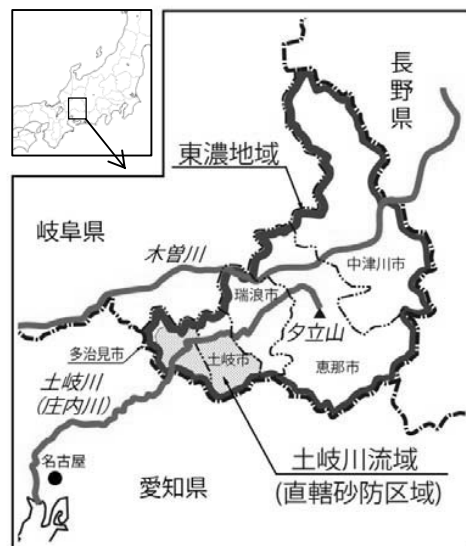 長野県
東濃地域
岐阜県
木曽川
中津川市
瑞浪市
夕立山
多治見市
土岐市
恵那市
土岐川
(庄内川)
名古屋
愛知県
土岐川流域
(直轄砂防区域)